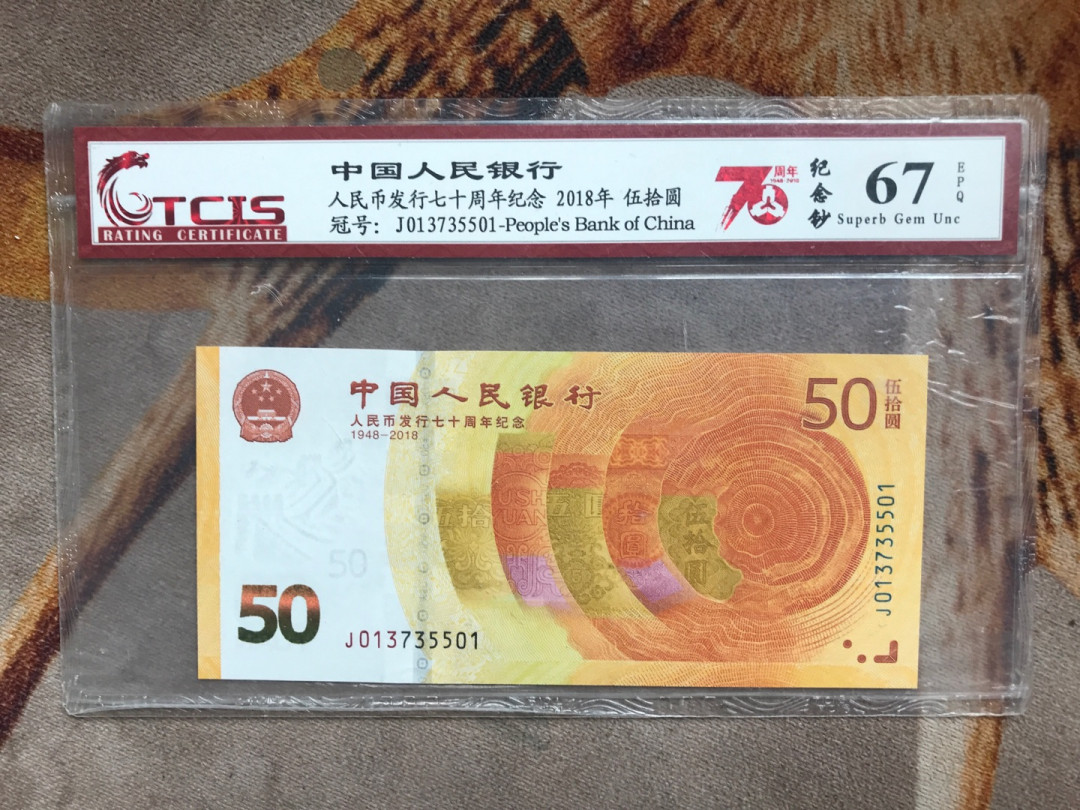 TCIS
RATING CERTIFICATE
中国人民银行
人民币发行七十周年纪念 2018年 伍拾圆
冠号: J013735501-People's Bank of China
70
周年
1948-2018
纪念钞
67
EPQ
Superb Gem Unc
中国人民银行
人民币发行七十周年纪念
1948-2018
50
伍拾圆
伍拾圆
50
50
J013735501
J013735501